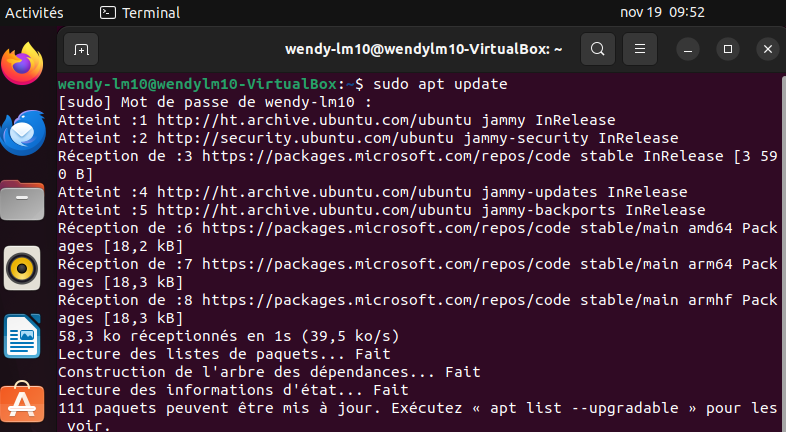 Activités Terminal nov 19 09:52
wendy-lm10@wendylm10-VirtualBox: ~
wendy-lm10@wendylm10-VirtualBox:~$ sudo apt update
[sudo] Mot de passe de wendy-lm10 :
Atteint :1 http://ht.archive.ubuntu.com/ubuntu jammy InRelease
Atteint :2 http://security.ubuntu.com/ubuntu jammy-security InRelease
Réception de :3 https://packages.microsoft.com/repos/code stable InRelease [3 59
0 B]
Atteint :4 http://ht.archive.ubuntu.com/ubuntu jammy-updates InRelease
Atteint :5 http://ht.archive.ubuntu.com/ubuntu jammy-backports InRelease
Réception de :6 https://packages.microsoft.com/repos/code stable/main amd64 Pack
ages [18,2 kB]
Réception de :7 https://packages.microsoft.com/repos/code stable/main arm64 Pack
ages [18,3 kB]
Réception de :8 https://packages.microsoft.com/repos/code stable/main armhf Pack
ages [18,3 kB]
58,3 ko réceptionnés en 1s (39,5 ko/s)
Lecture des listes de paquets... Fait
Construction de l'arbre des dépendances... Fait
Lecture des informations d'état... Fait
111 paquets peuvent être mis à jour. Exécutez « apt list --upgradable » pour les
voir.